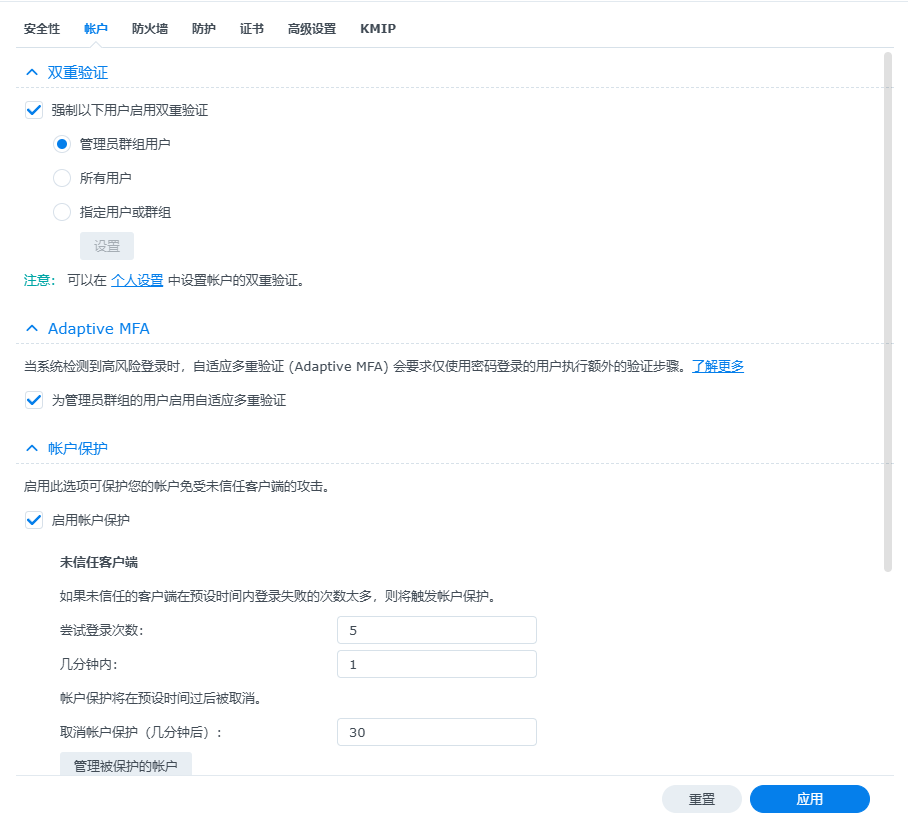 安全性 帐户 防火墙 防护 证书 高级设置 KMIP
双重验证
强制以下用户启用双重验证
管理员群组用户
所有用户
指定用户或群组
设置
注意: 可以在 个人设置 中设置帐户的双重验证。
Adaptive MFA
当系统检测到高风险登录时，自适应多重验证 (Adaptive MFA) 会要求仅使用密码登录的用户执行额外的验证步骤。了解更多
为管理员群组的用户启用自适应多重验证
帐户保护
启用此选项可保护您的帐户免受未信任客户端的攻击。
启用帐户保护
未信任客户端
如果未信任的客户端在预设时间内登录失败的次数太多，则将触发帐户保护。
尝试登录次数: 5
几分钟内: 1
帐户保护将在预设时间过后被取消。
取消帐户保护（几分钟后）: 30
管理被保护的帐户
重置 应用